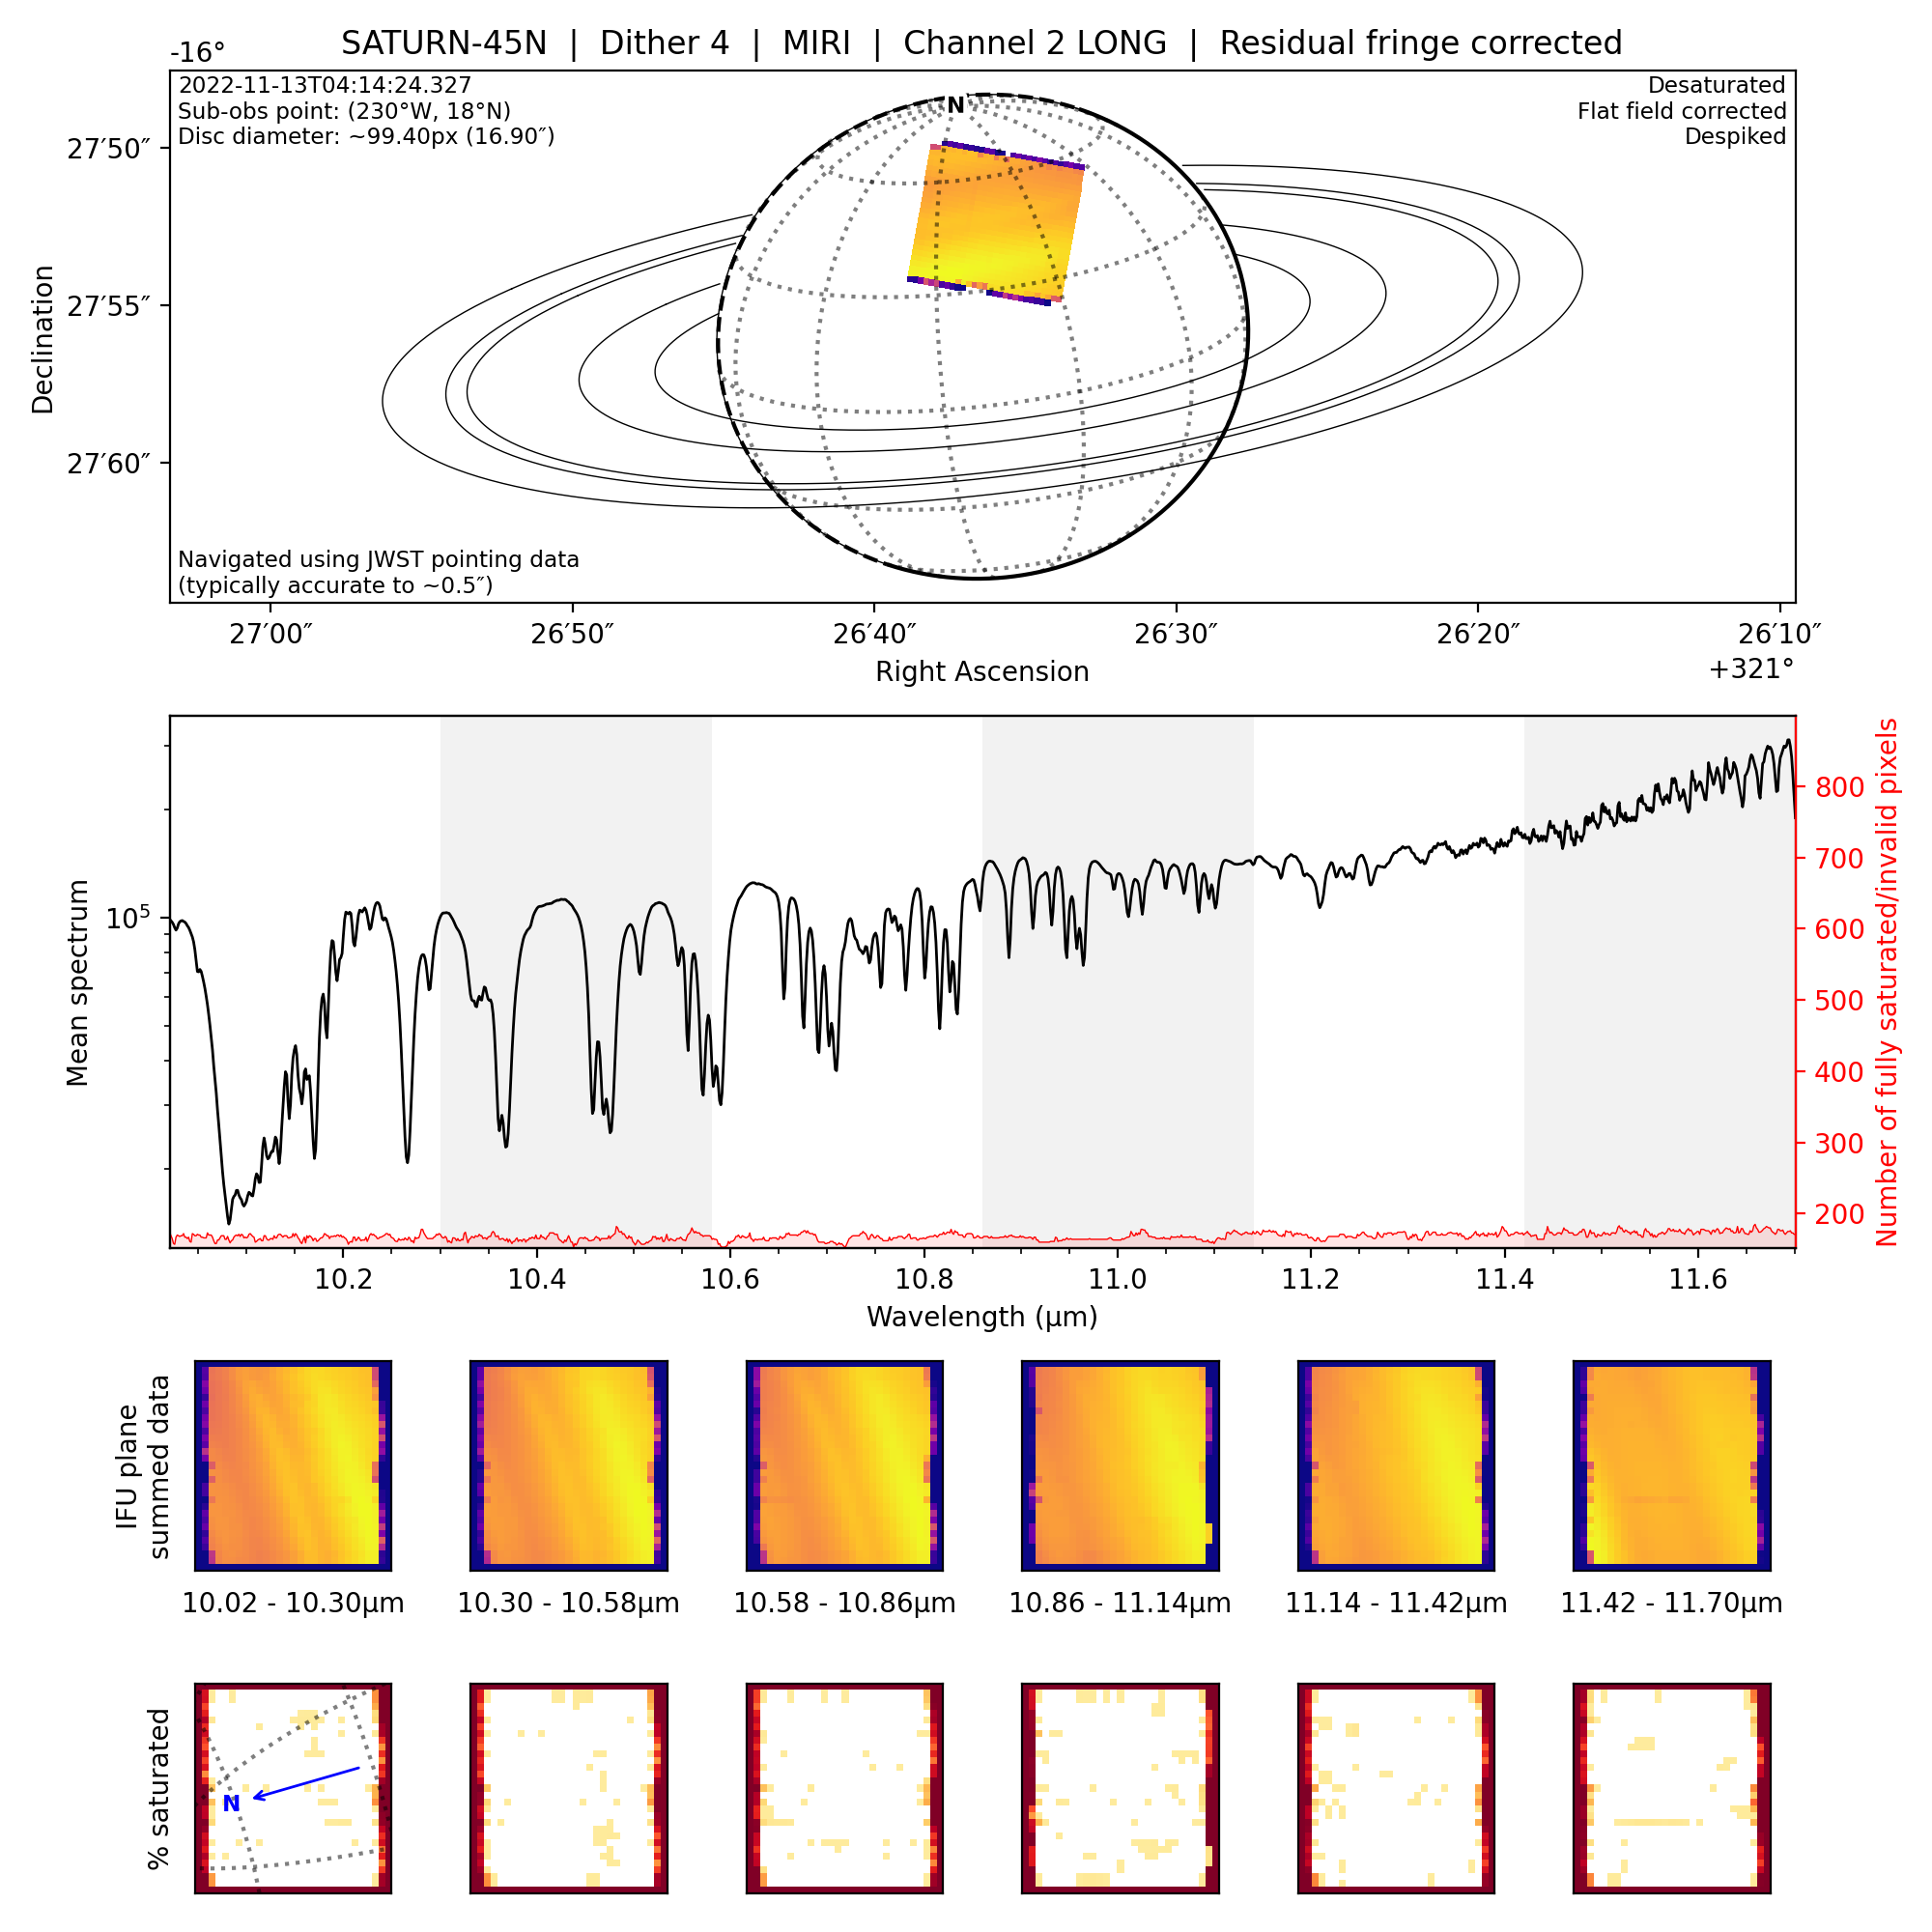 SATURN-45N | Dither 4 | MIRI | Channel 2 LONG | Residual fringe corrected
-16°
2022-11-13T04:14:24.327
Sub-obs point: (230°W, 18°N)
Disc diameter: ~99.40px (16.90″)
Desaturated
Flat field corrected
Despiked
N
27′50″
27′55″
27′60″
Declination
Navigated using JWST pointing data
(typically accurate to ~0.5″)
27′00″ 26′50″ 26′40″ 26′30″ 26′20″ 26′10″
Right Ascension
+321°
Mean spectrum
10⁵
800
700
600
500
400
300
200
Number of fully saturated/invalid pixels
10.2 10.4 10.6 10.8 11.0 11.2 11.4 11.6
Wavelength (µm)
IFU plane
summed data
10.02 - 10.30µm 10.30 - 10.58µm 10.58 - 10.86µm 10.86 - 11.14µm 11.14 - 11.42µm 11.42 - 11.70µm
% saturated
N